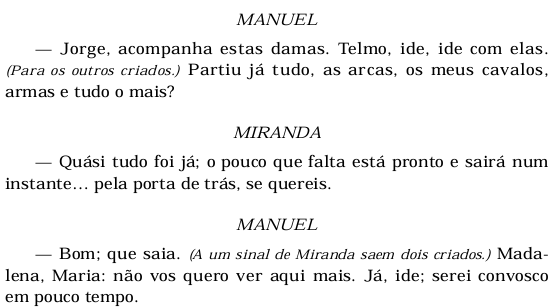 MANUEL
— Jorge, acompanha estas damas. Telmo, ide, ide com elas.
(Para os outros criados.) Partiu já tudo, as arcas, os meus cavalos,
armas e tudo o mais?
MIRANDA
— Quási tudo foi já; o pouco que falta está pronto e sairá num
instante... pela porta de trás, se quereis.
MANUEL
— Bom; que saia. (A um sinal de Miranda saem dois criados.) Mada-
lena, Maria: não vos quero ver aqui mais. Já, ide; serei convosco
em pouco tempo.